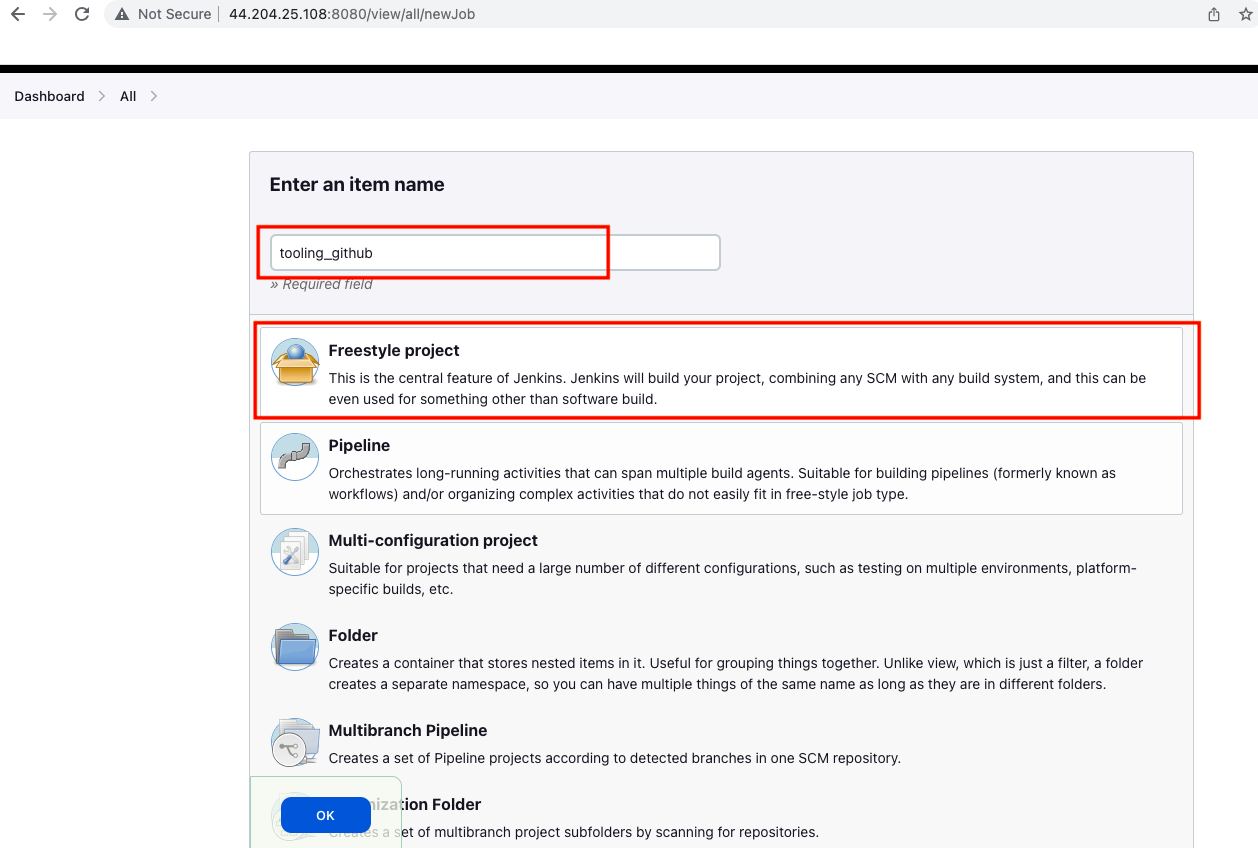 Not Secure 44.204.25.108:8080/view/all/newJob
Dashboard All
Enter an item name
tooling_github
» Required field
Freestyle project
This is the central feature of Jenkins. Jenkins will build your project, combining any SCM with any build system, and this can be
even used for something other than software build.
Pipeline
Orchestrates long-running activities that can span multiple build agents. Suitable for building pipelines (formerly known as
workflows) and/or organizing complex activities that do not easily fit in free-style job type.
Multi-configuration project
Suitable for projects that need a large number of different configurations, such as testing on multiple environments, platform-
specific builds, etc.
Folder
Creates a container that stores nested items in it. Useful for grouping things together. Unlike view, which is just a filter, a folder
creates a separate namespace, so you can have multiple things of the same name as long as they are in different folders.
Multibranch Pipeline
Creates a set of Pipeline projects according to detected branches in one SCM repository.
Folder
OK
Creates a set of multibranch project subfolders by scanning for repositories.